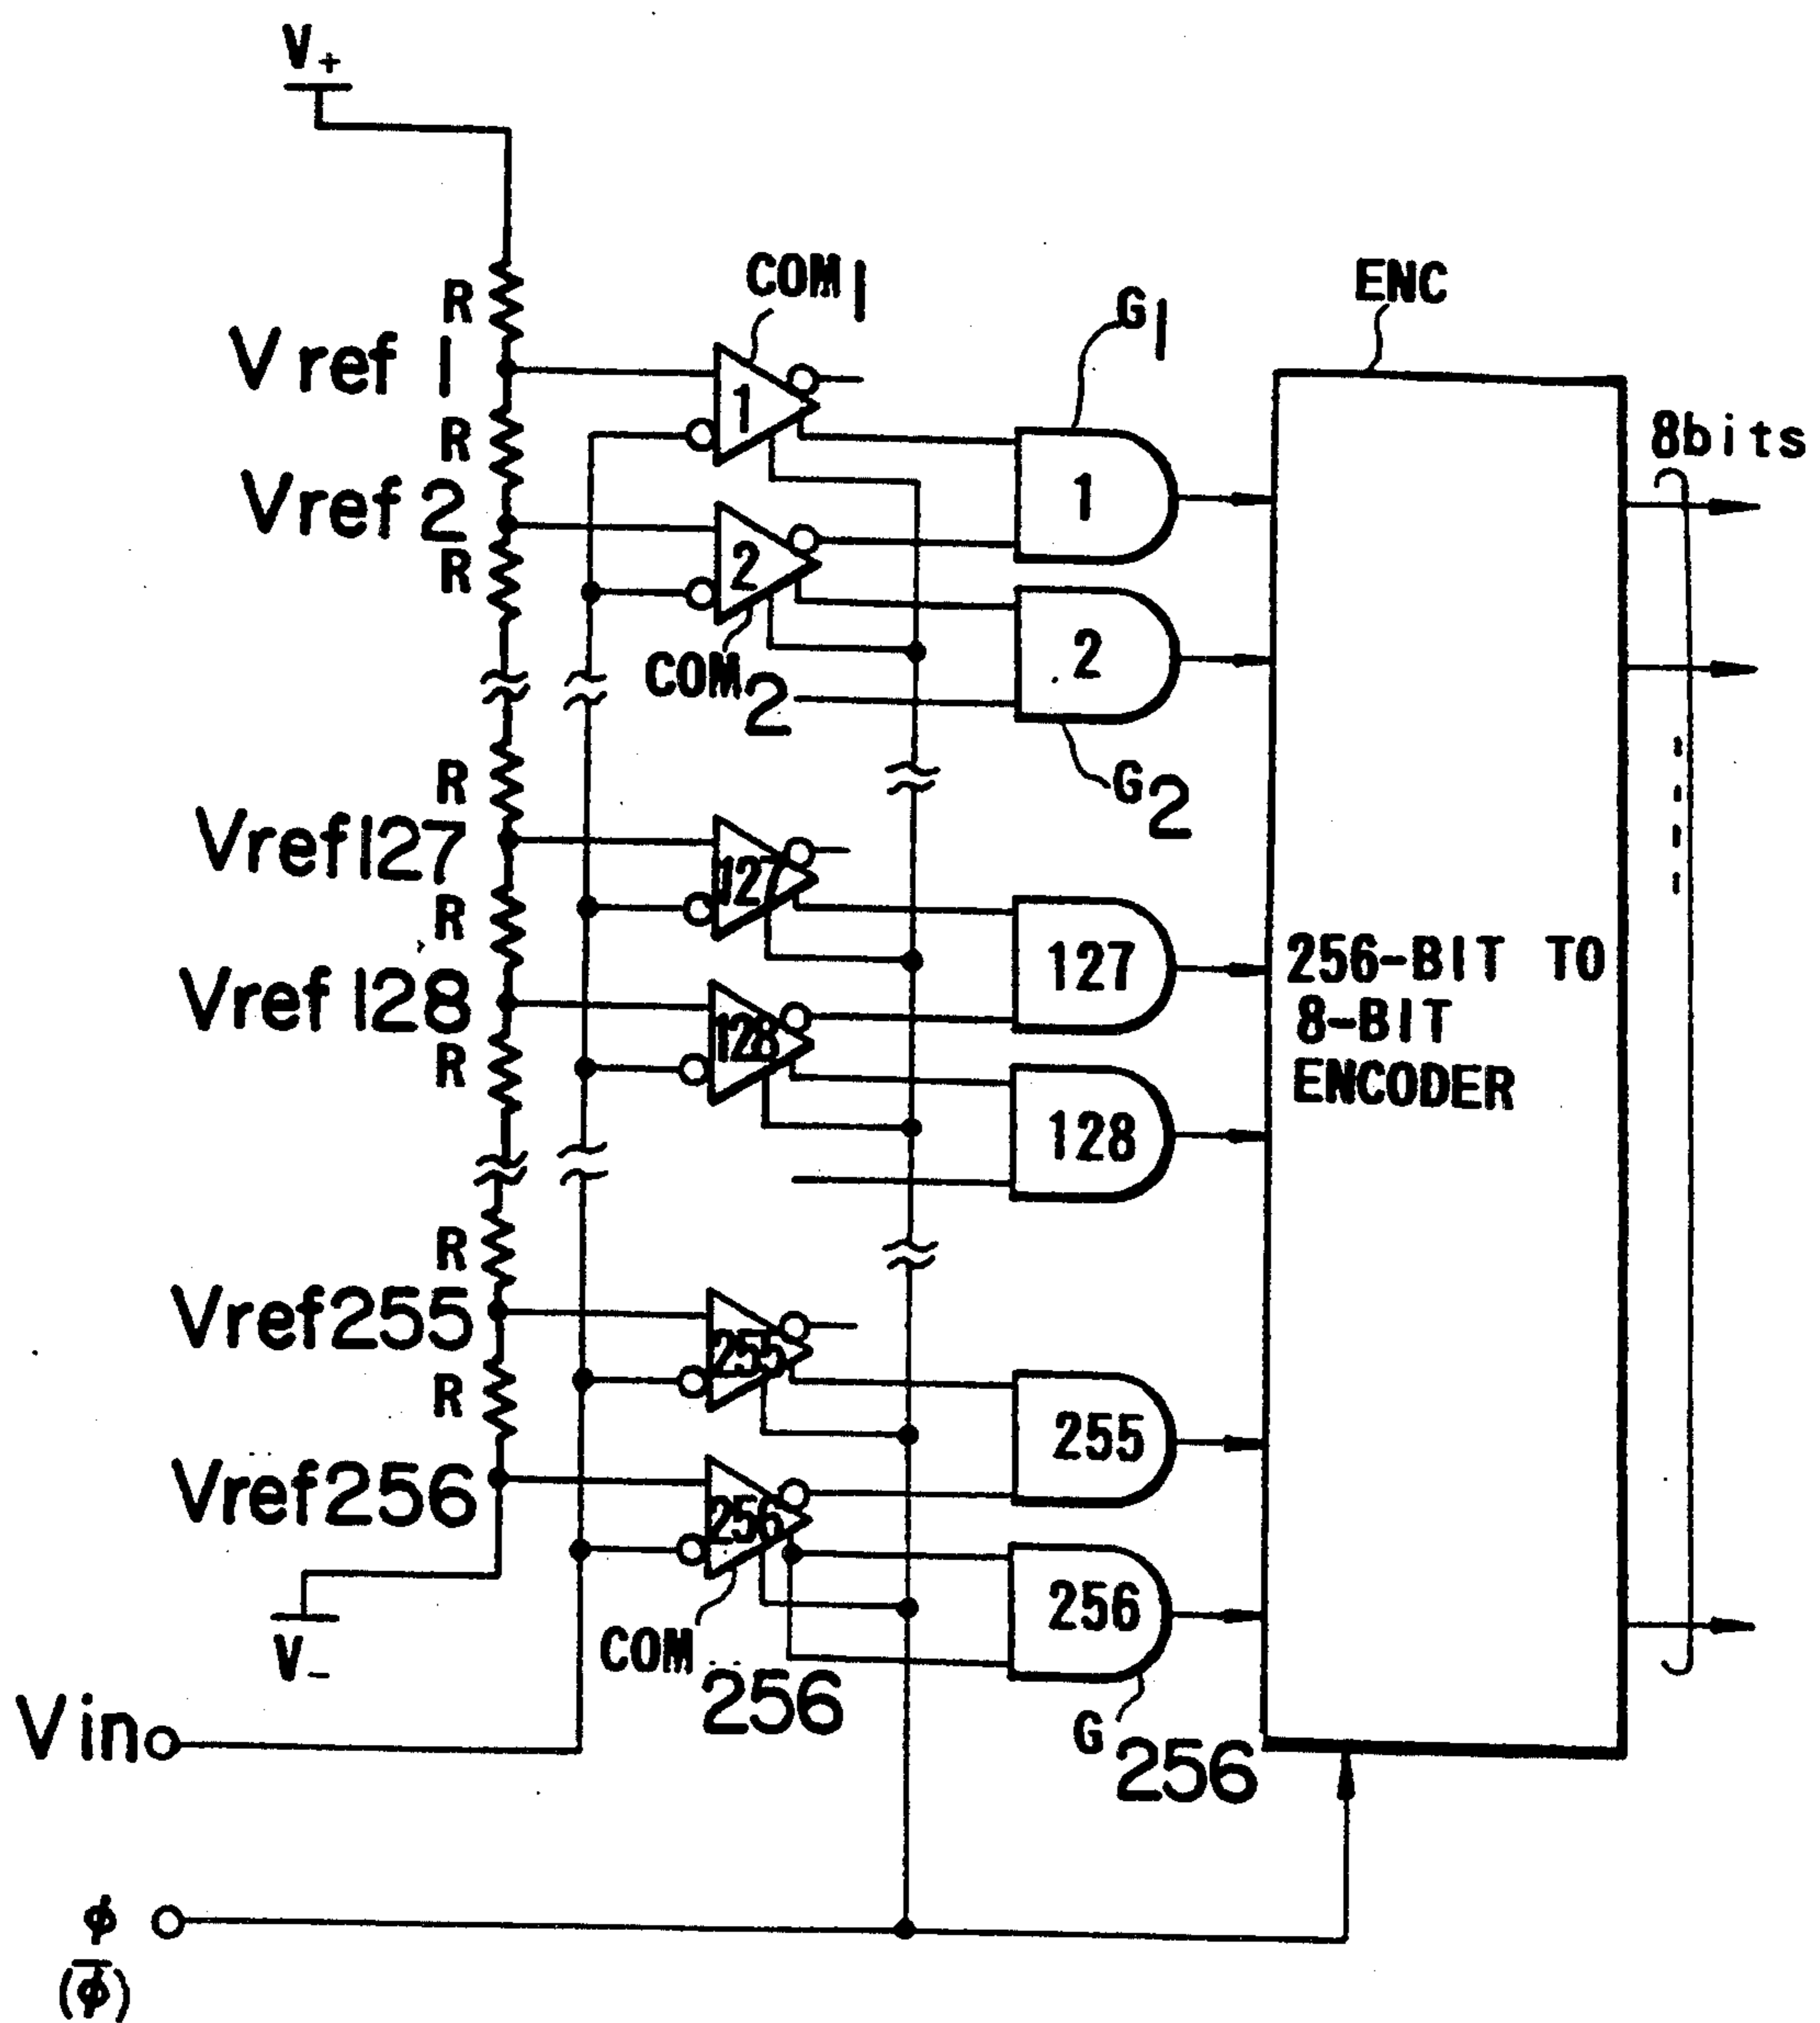 V+
COM1
ENC
G1
R
Vref 1
1
8bits
R
Vref 2
1
2
R
COM2
2
G2
R
Vref127
127
R
127
256-BIT TO
8-BIT
ENCODER
Vref128
128
R
128
R
Vref255
255
R
255
Vref256
256
256
V-
COM256
G256
Vin
φ
(φ̅)